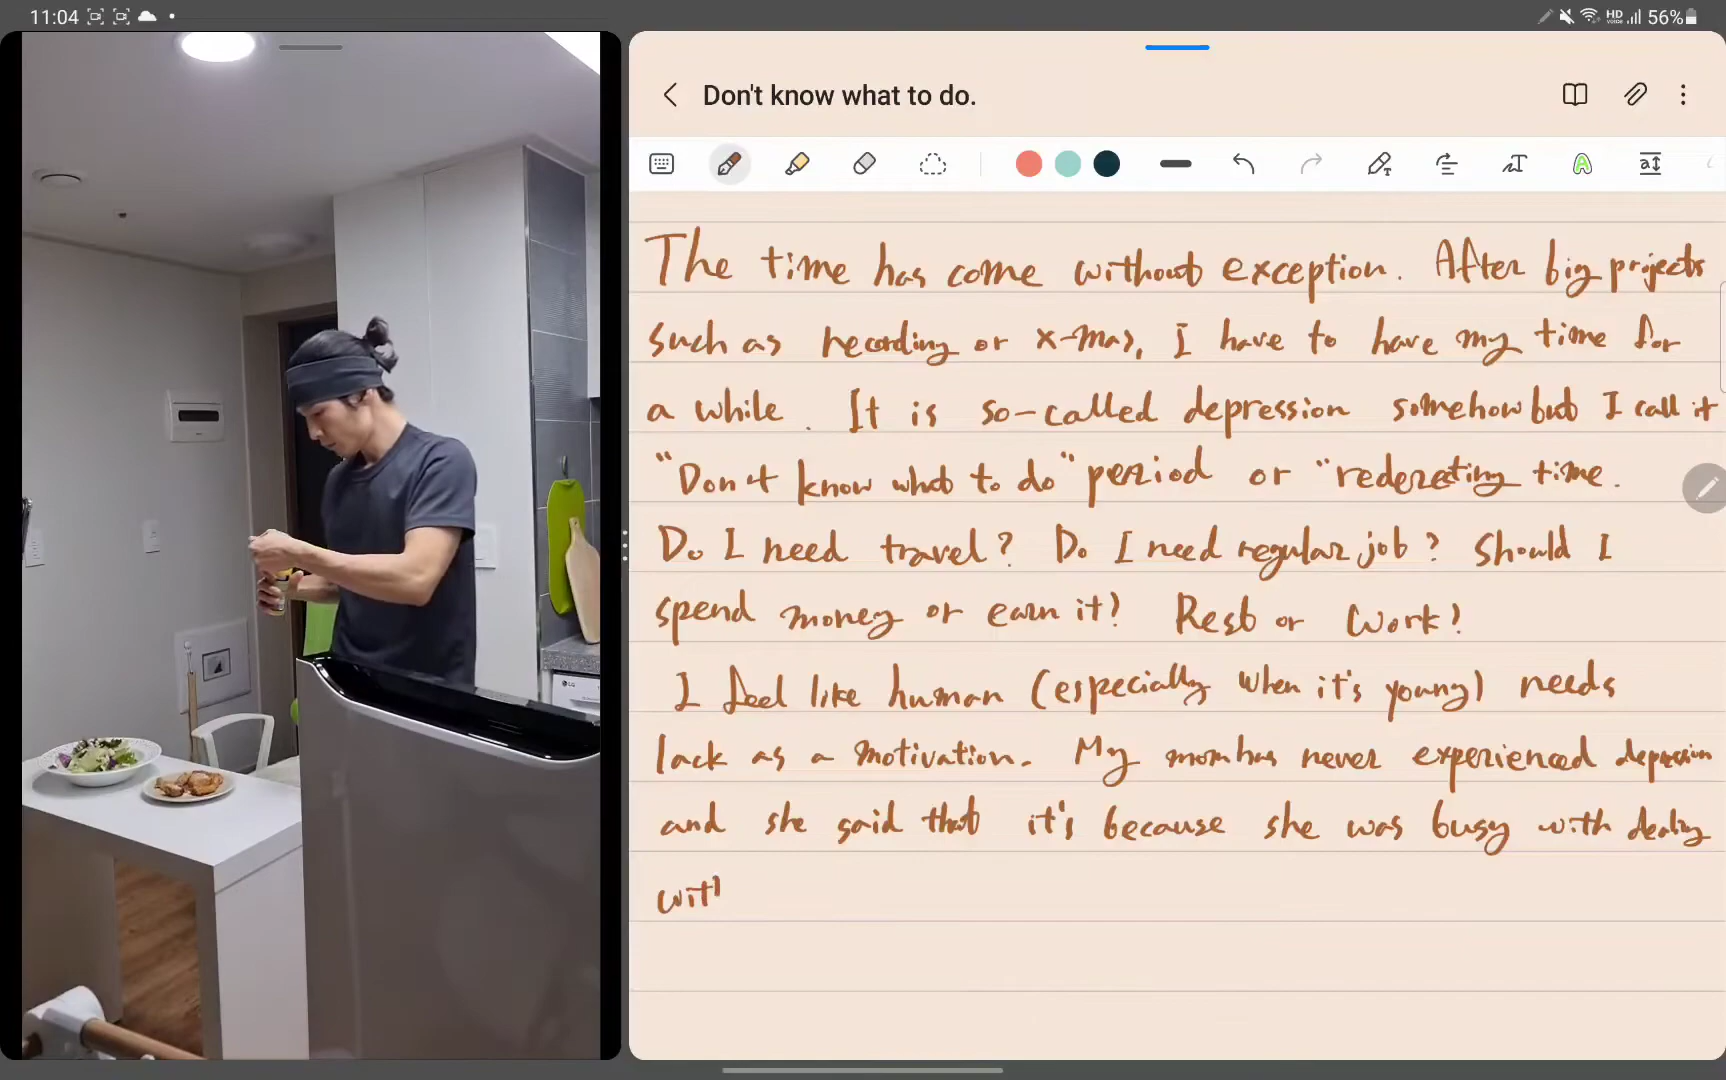 11:04 HD VOICE 56%
LG
Don't know what to do.
The time has come without exception. After big projects
such as recording or x-mas, I have to have my time for
a while. It is so-called depression somehow but I call it
"Don't know what to do" period or "rederating time.
Do I need travel? Do I need regular job? Should I
spend money or earn it? Rest or Work?
I feel like human (especially when it's young) needs
lack as a motivation. My mom has never experienced depression
and she said that it's because she was busy with dealing
with